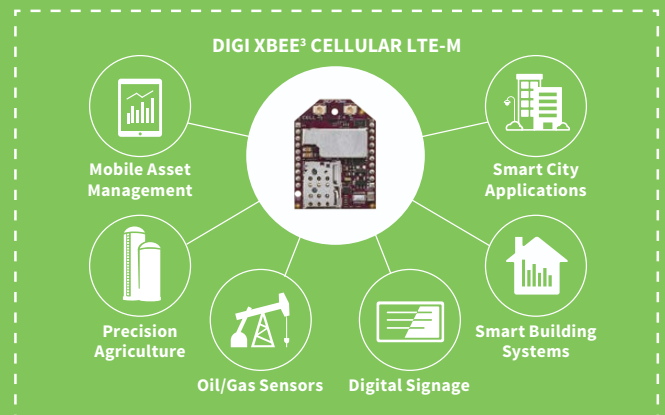 DIGI XBEE³ CELLULAR LTE-M
Mobile Asset
Management
Smart City
Applications
Precision
Agriculture
Smart Building
Systems
Oil/Gas Sensors
Digital Signage